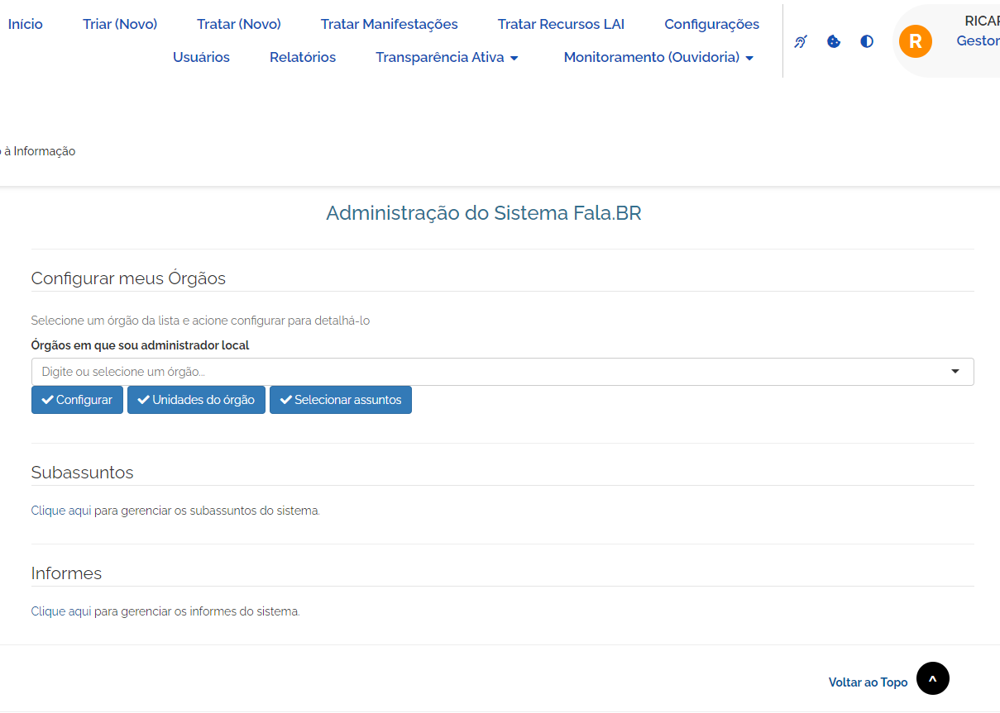 Início Triar (Novo) Tratar (Novo) Tratar Manifestações Tratar Recursos LAI Configurações
Usuários Relatórios Transparência Ativa Monitoramento (Ouvidoria)
R
Gestor
à Informação
Administração do Sistema Fala.BR
Configurar meus Órgãos
Selecione um órgão da lista e acione configurar para detalhá-lo
Órgãos em que sou administrador local
Digite ou selecione um órgão...
Configurar Unidades do órgão Selecionar assuntos
Subassuntos
Clique aqui para gerenciar os subassuntos do sistema.
Informes
Clique aqui para gerenciar os informes do sistema.
Voltar ao Topo ^